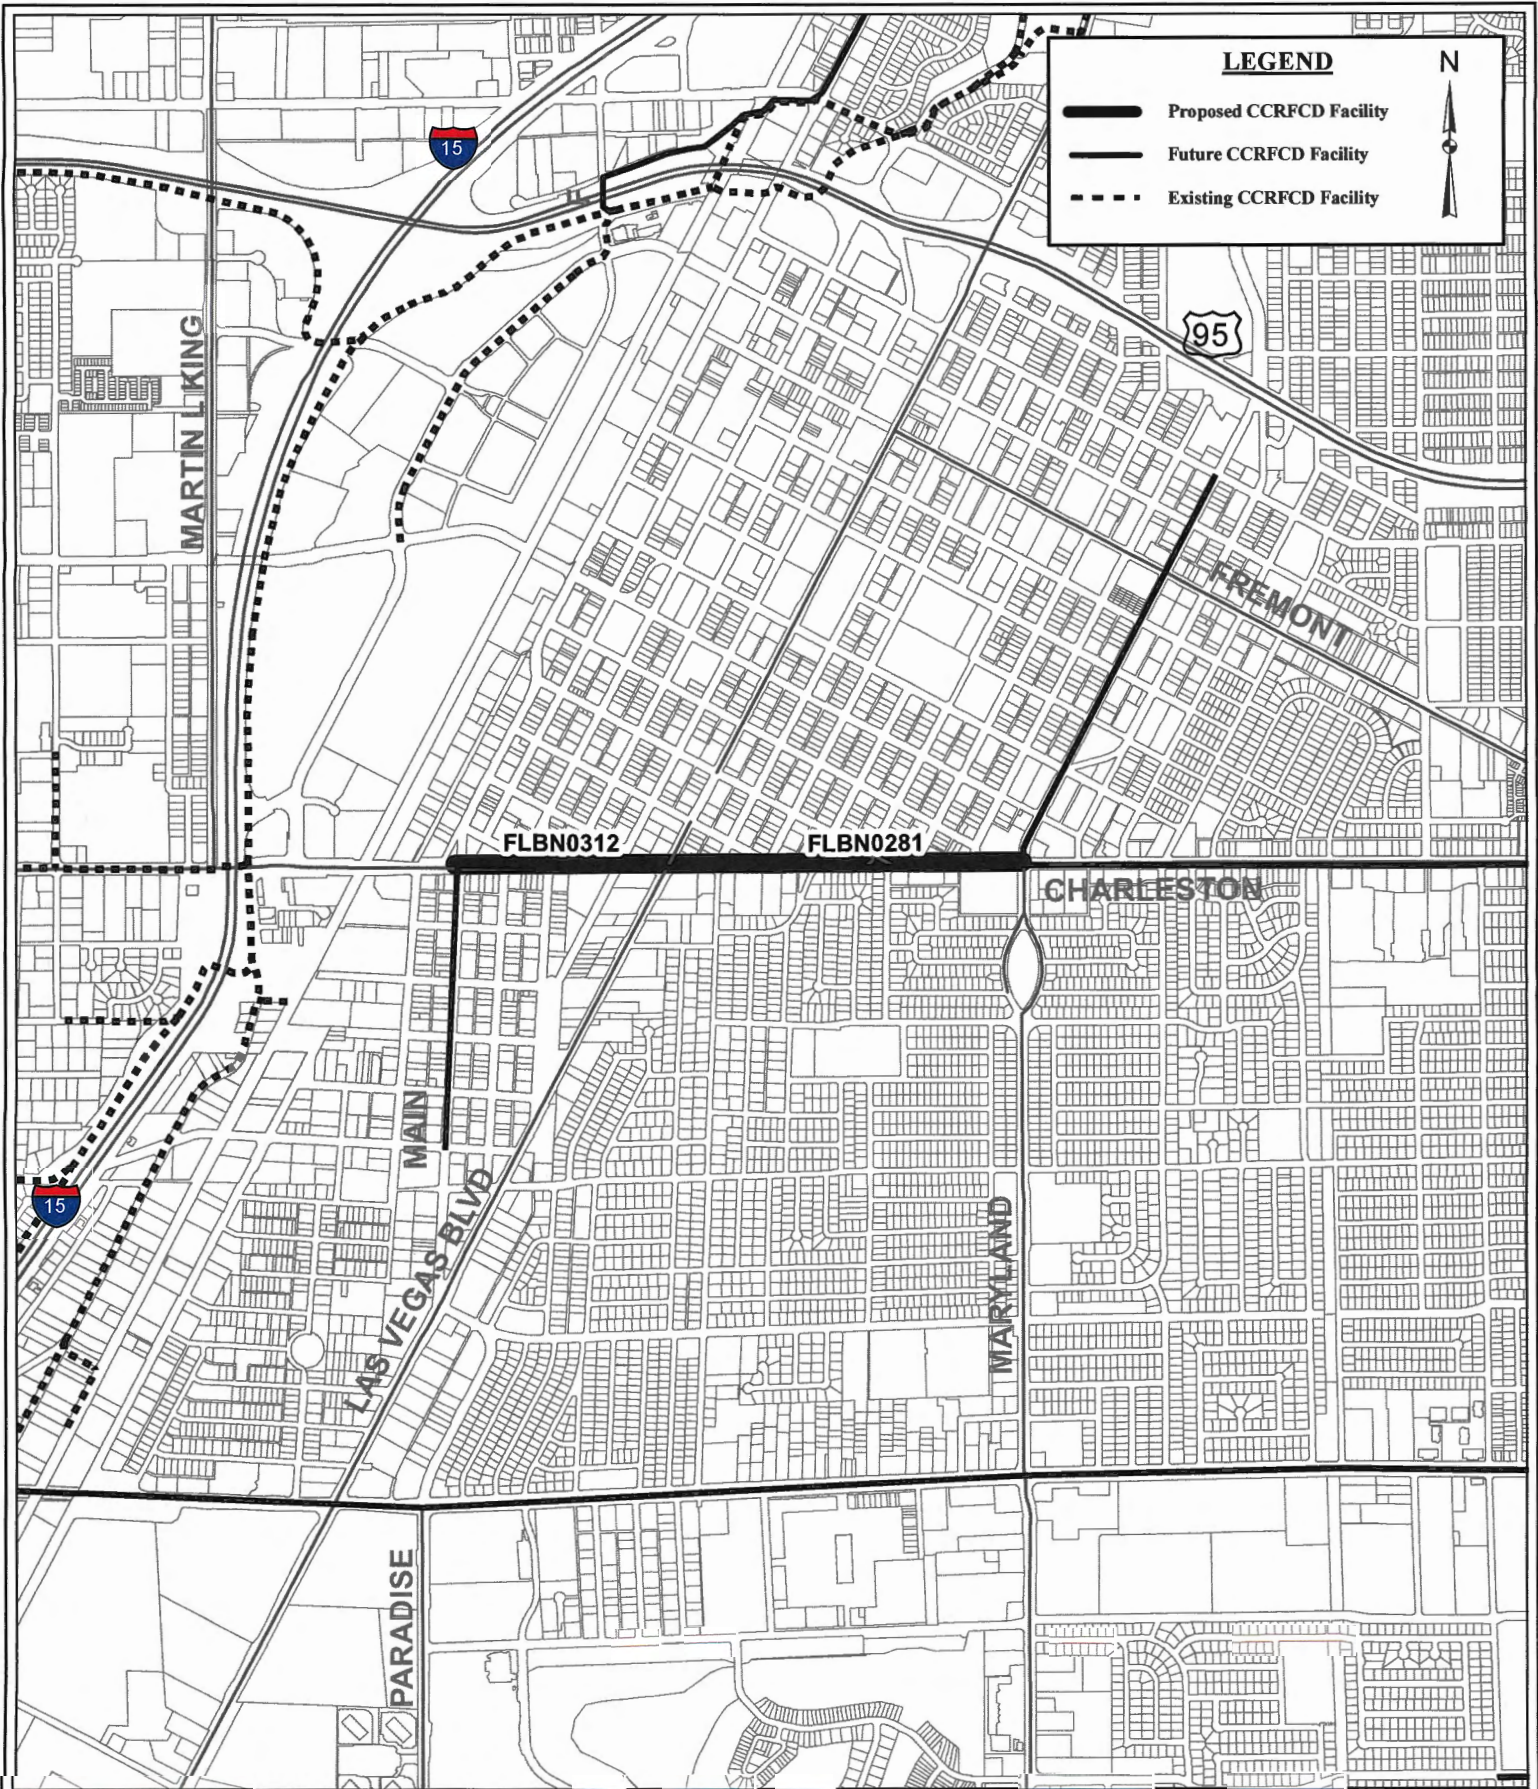 LEGEND
N
Proposed CCRFCD Facility
Future CCRFCD Facility
Existing CCRFCD Facility
15
95
MARTIN L KING
FREMONT
FLBN0312
FLBN0281
CHARLESTON
MAIN
15
LAS VEGAS BLVD
MARYLAND
PARADISE